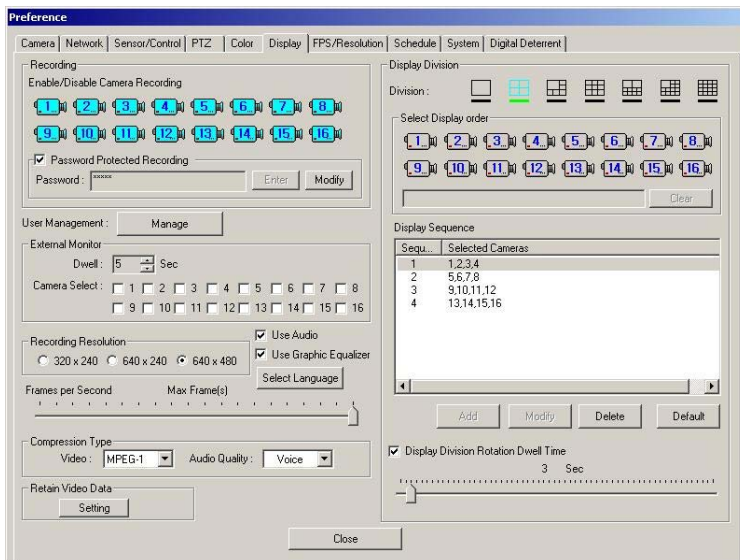 Preference
Camera Network Sensor/Control PTZ Color Display FPS/Resolution Schedule System Digital Deterrent
Recording
Enable/Disable Camera Recording
1 2 3 4 5 6 7 8
9 10 11 12 13 14 15 16
Password Protected Recording
Password : xxxxx Enter Modify
User Management : Manage
External Monitor
Dwell : 5 Sec
Camera Select : 1 2 3 4 5 6 7 8
9 10 11 12 13 14 15 16
Recording Resolution
320 x 240 640 x 240 640 x 480
Use Audio
Use Graphic Equalizer
Select Language
Frames per Second Max Frame(s)
Compression Type
Video : MPEG-1 Audio Quality : Voice
Retain Video Data
Setting
Display Division
Division :
Select Display order
1 2 3 4 5 6 7 8
9 10 11 12 13 14 15 16
Clear
Display Sequence
Sequ... Selected Cameras
1 1,2,3,4
2 5,6,7,8
3 9,10,11,12
4 13,14,15,16
Add Modify Delete Default
Display Division Rotation Dwell Time
3 Sec
Close